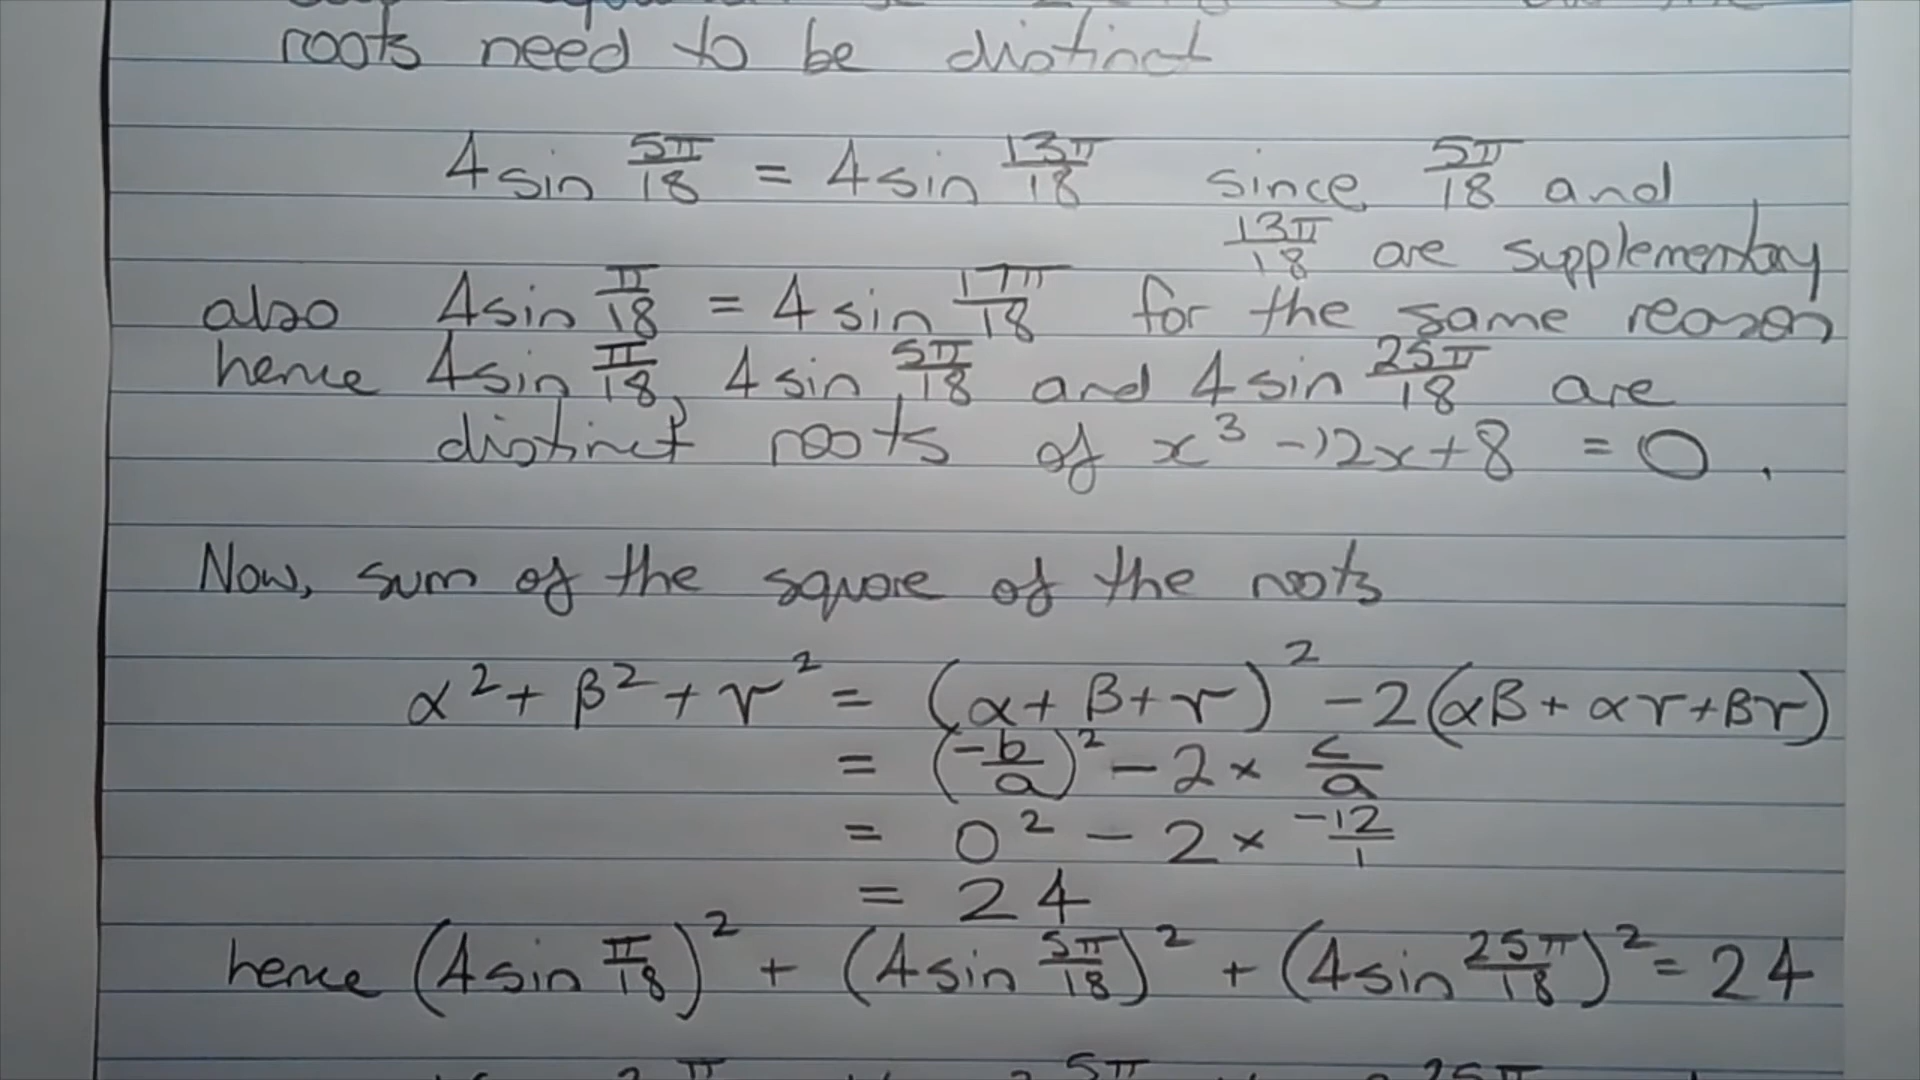 roots need to be distinct
4 sin 5π/18 = 4 sin 13π/18 since 5π/18 and
13π/18 are supplementary
also 4 sin π/18 = 4 sin 17π/18 for the same reason
hence 4 sin π/18, 4 sin 5π/18 and 4 sin 25π/18 are
distinct roots of x³ - 12x + 8 = 0.
Now, sum of the square of the roots
α² + β² + γ² = (α + β + γ)² - 2(αβ + αγ + βγ)
= (-b/a)² - 2 × c/a
= 0² - 2 × -12/1
= 24
hence (4 sin π/18)² + (4 sin 5π/18)² + (4 sin 25π/18)² = 24